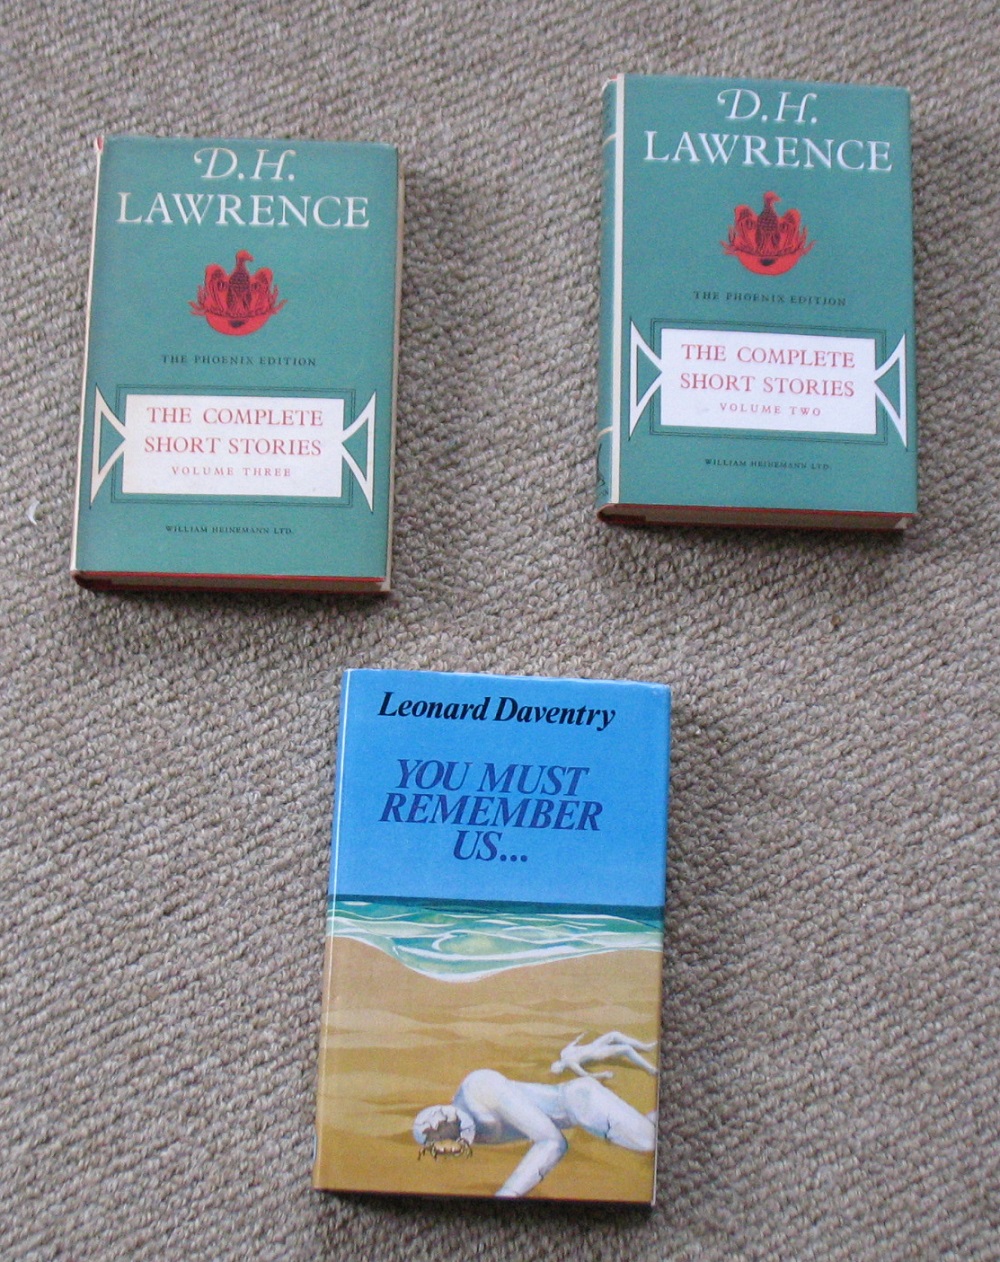 D.H.
LAWRENCE
THE PHOENIX EDITION
THE COMPLETE
SHORT STORIES
VOLUME THREE
WILLIAM HEINEMANN LTD.
D.H.
LAWRENCE
THE PHOENIX EDITION
THE COMPLETE
SHORT STORIES
VOLUME TWO
WILLIAM HEINEMANN LTD.
Leonard Daventry
YOU MUST
REMEMBER
US...